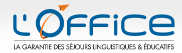 L'OFFICE
LA GARANTIE DES SÉJOURS LINGUISTIQUES & ÉDUCATIFS